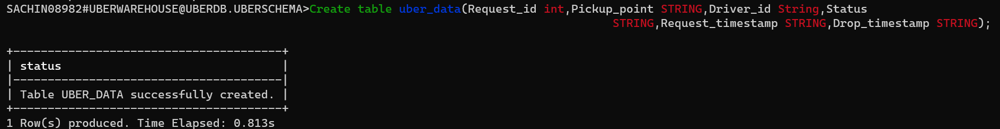 SACHIN08982#UBERWAREHOUSE@UBERDB.UBERSCHEMA>Create table uber_data(Request_id int,Pickup_point STRING,Driver_id String,Status
STRING,Request_timestamp STRING,Drop_timestamp STRING);
+---------------------------------------+
| status                                |
|---------------------------------------|
| Table UBER_DATA successfully created. |
+---------------------------------------+
1 Row(s) produced. Time Elapsed: 0.813s